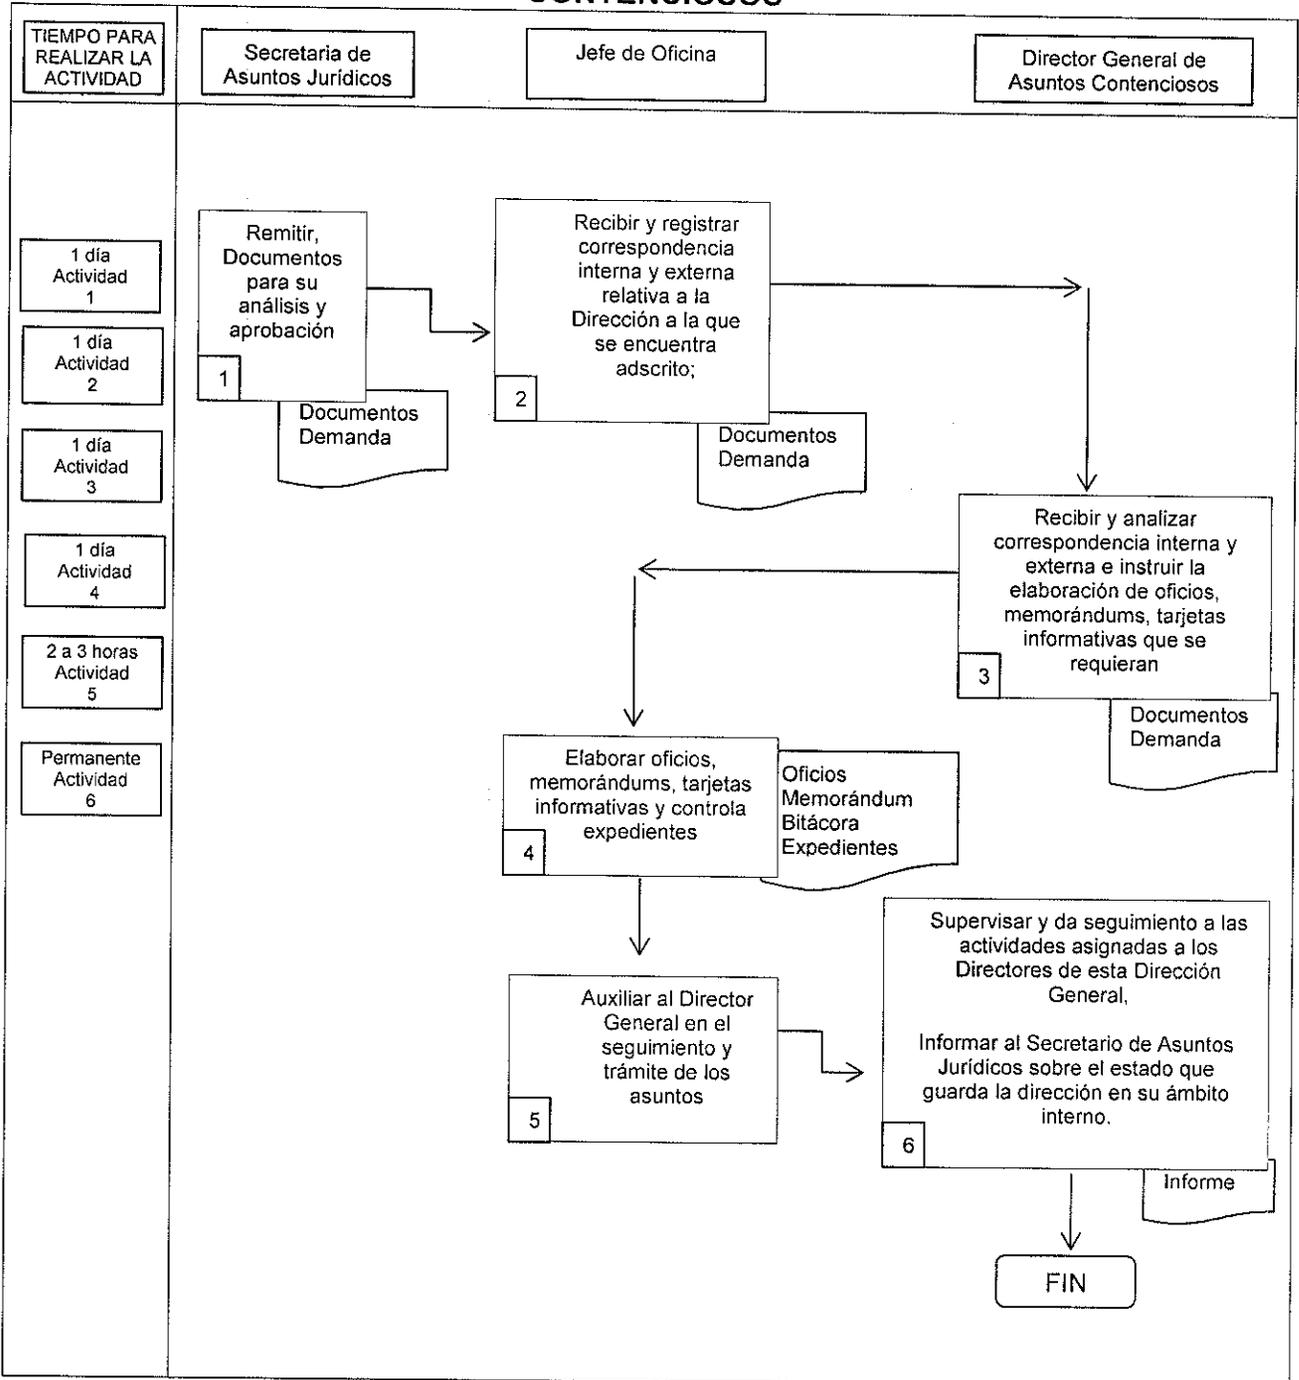 CONTENCIOSOS
TIEMPO PARA
REALIZAR LA
ACTIVIDAD
Secretaria de
Asuntos Jurídicos
Jefe de Oficina
Director General de
Asuntos Contenciosos
1 día
Actividad
1
1 día
Actividad
2
1 día
Actividad
3
1 día
Actividad
4
2 a 3 horas
Actividad
5
Permanente
Actividad
6
Remitir,
Documentos
para su
análisis y
aprobación
1
Documentos
Demanda
Recibir y registrar
correspondencia
interna y externa
relativa a la
Dirección a la que
se encuentra
adscrito;
2
Documentos
Demanda
Recibir y analizar
correspondencia interna y
externa e instruir la
elaboración de oficios,
memorándums, tarjetas
informativas que se
requieran
3
Documentos
Demanda
Elaborar oficios,
memorándums, tarjetas
informativas y controla
expedientes
4
Oficios
Memorándum
Bitácora
Expedientes
Auxiliar al Director
General en el
seguimiento y
trámite de los
asuntos
5
Supervisar y da seguimiento a las
actividades asignadas a los
Directores de esta Dirección
General,
Informar al Secretario de Asuntos
Jurídicos sobre el estado que
guarda la dirección en su ámbito
interno.
6
Informe
FIN